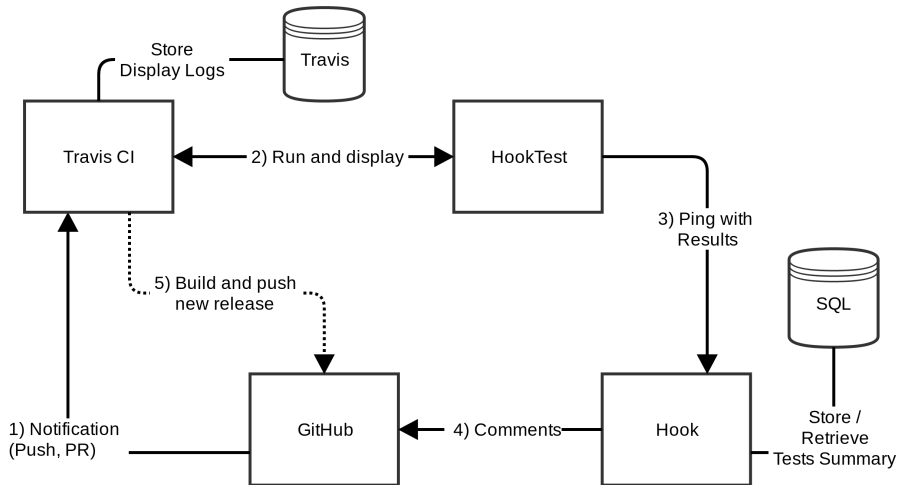 Store
Display Logs
Travis
Travis CI
2) Run and display
HookTest
3) Ping with
Results
5) Build and push
new release
SQL
1) Notification
(Push, PR)
GitHub
4) Comments
Hook
Store /
Retrieve
Tests Summary